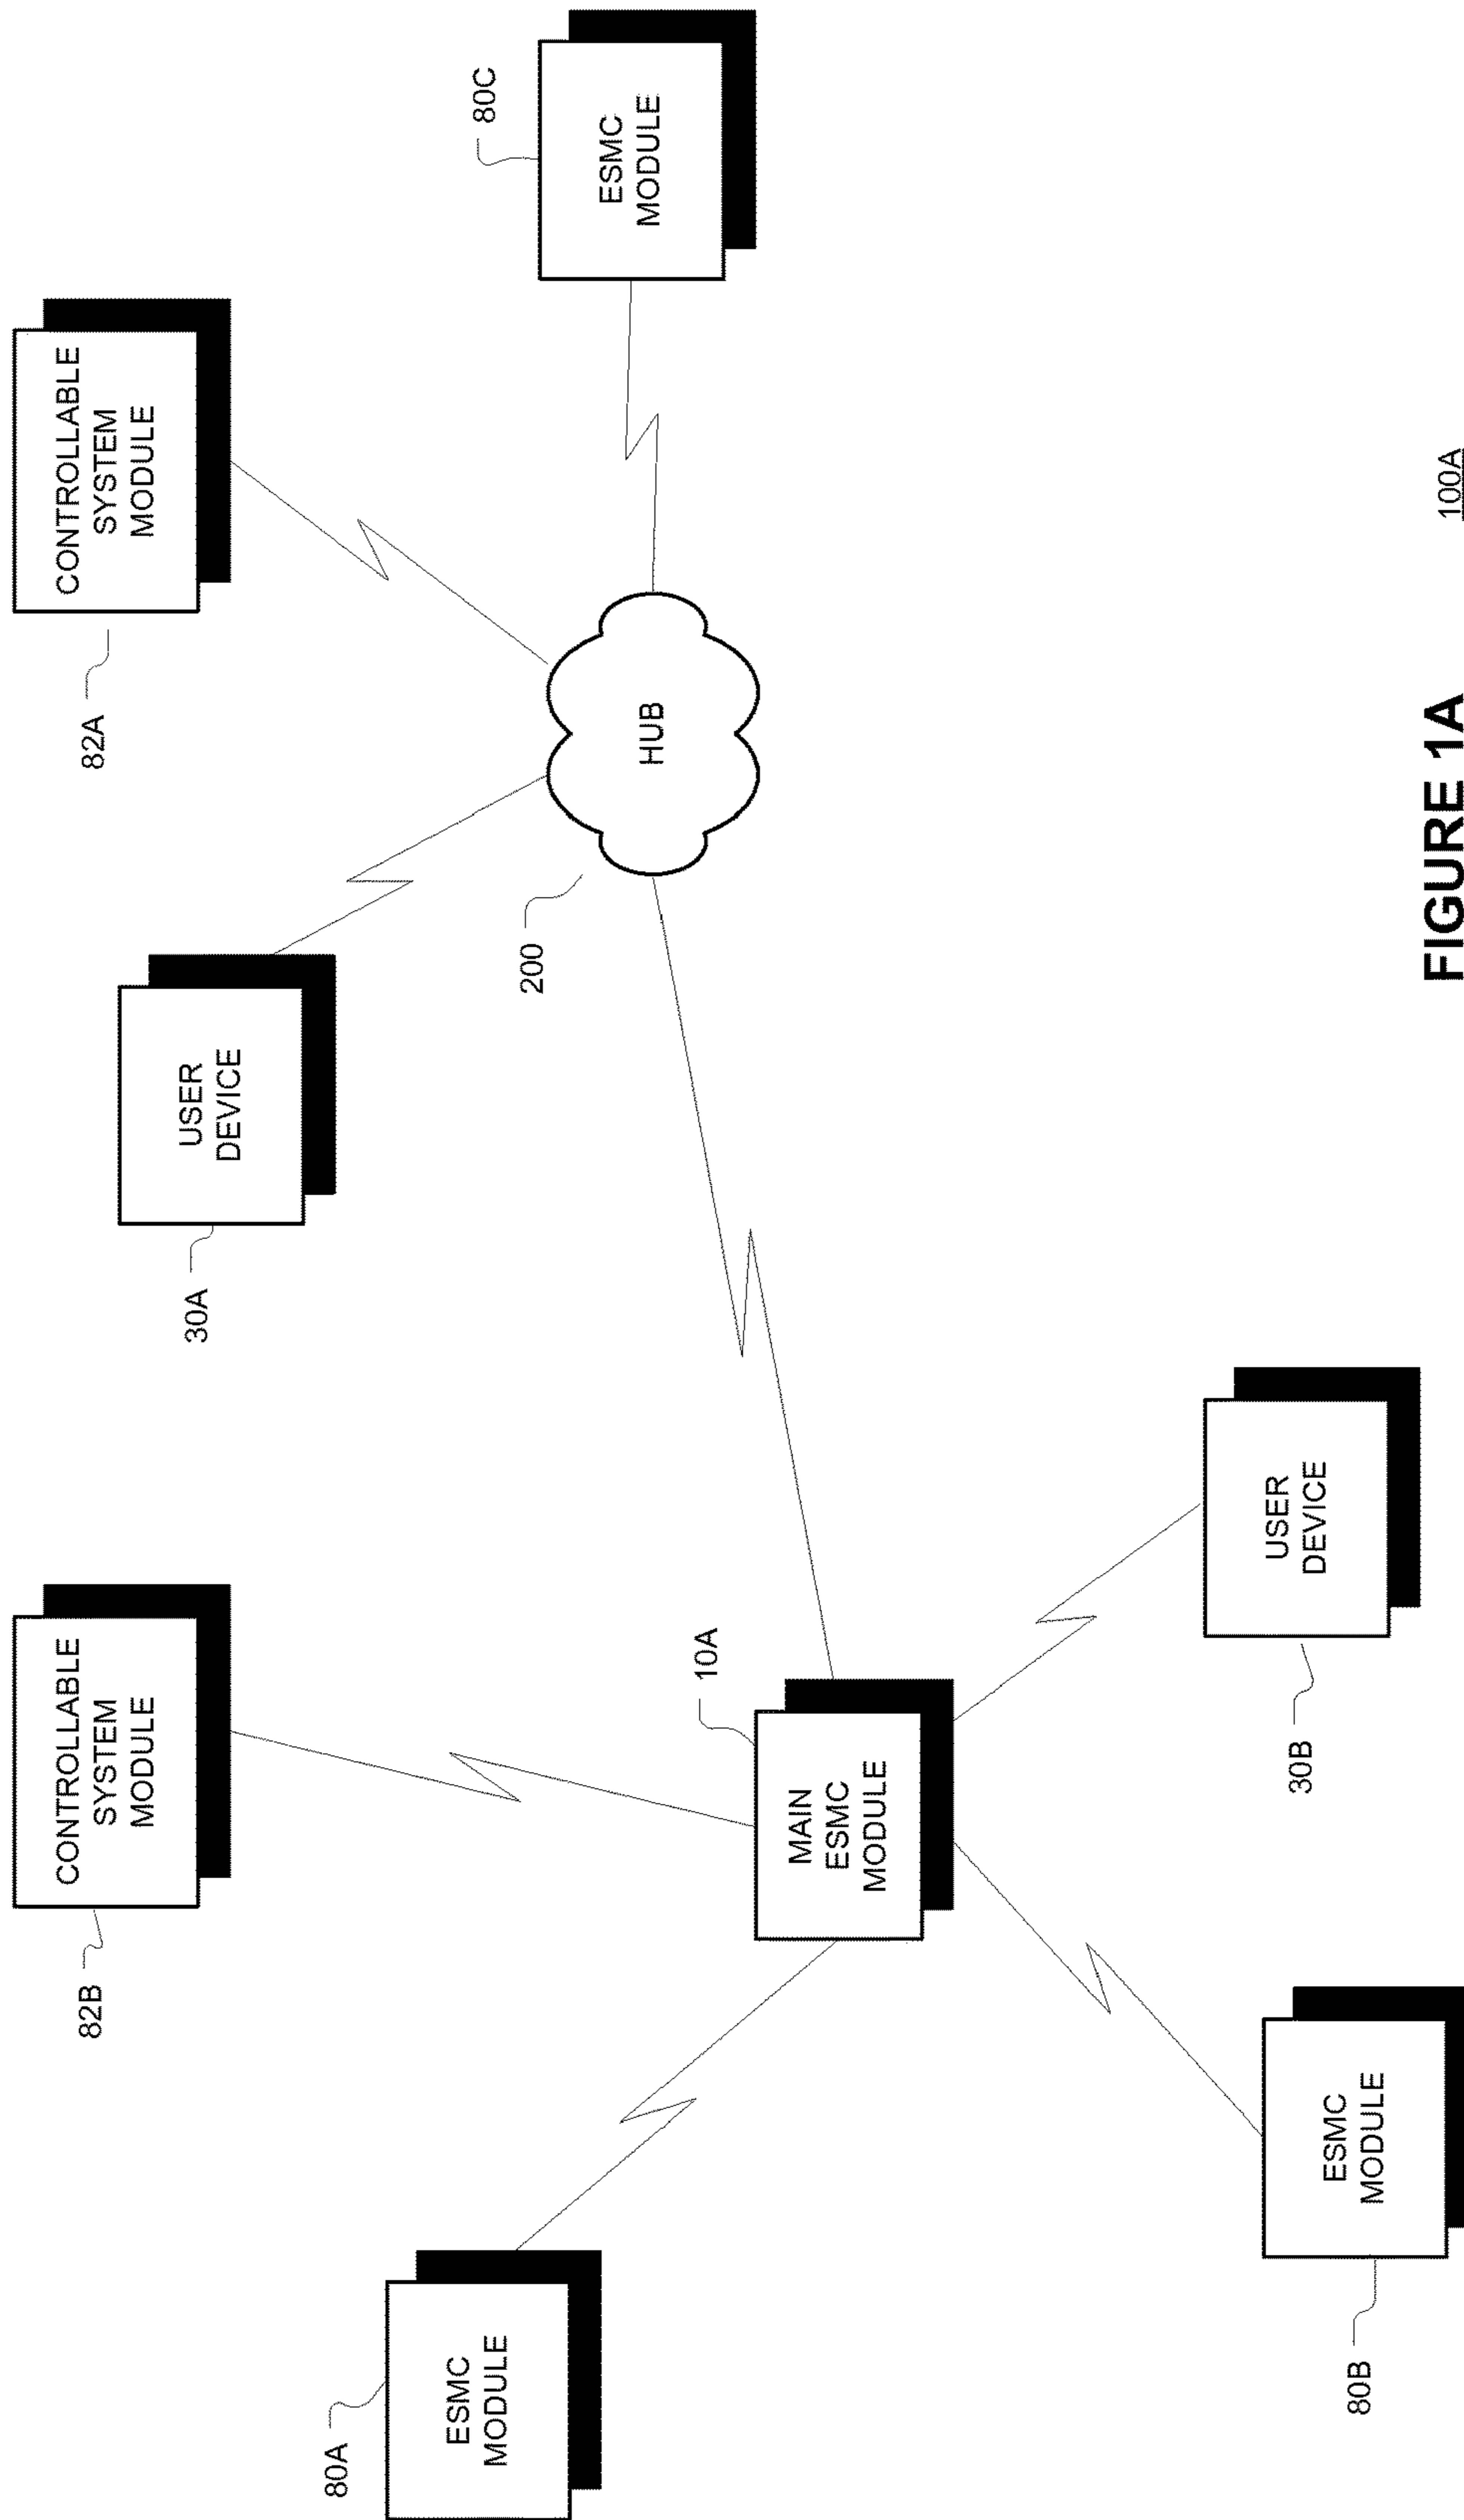 80A
ESMC
MODULE
82B
CONTROLLABLE
SYSTEM
MODULE
30A
USER
DEVICE
82A
CONTROLLABLE
SYSTEM
MODULE
80C
ESMC
MODULE
200
HUB
10A
MAIN
ESMC
MODULE
80B
ESMC
MODULE
30B
USER
DEVICE
100A
FIGURE 1A